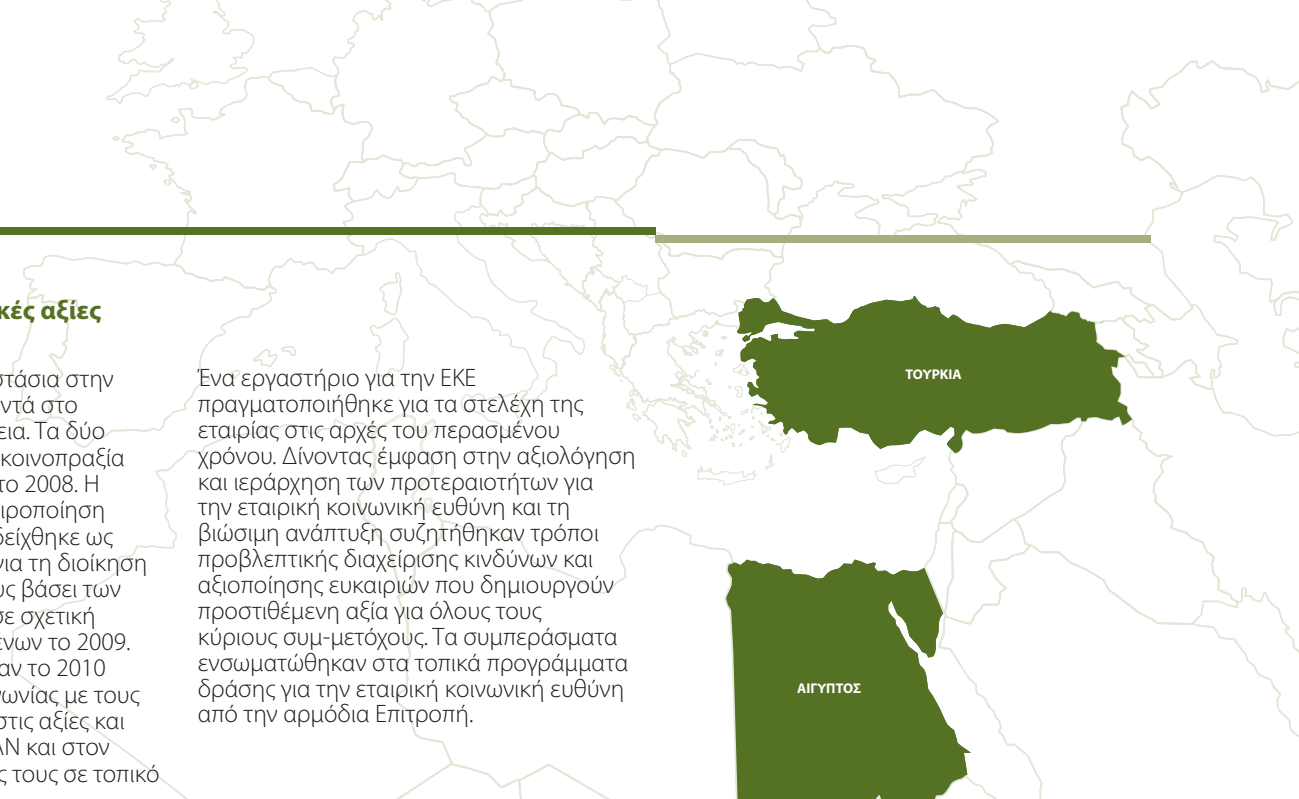 κές αξίες
στάσια στην
ντά στο
εια. Τα δύο
κοινοπραξία
το 2008. Η
ιροποίηση
δείχθηκε ως
για τη διοίκηση
υς βάσει των
σε σχετική
ένων το 2009.
αν το 2010
νωνίας με τους
στις αξίες και
ΑΝ και στον
ς τους σε τοπικό
Ένα εργαστήριο για την ΕΚΕ
πραγματοποιήθηκε για τα στελέχη της
εταιρίας στις αρχές του περασμένου
χρόνου. Δίνοντας έμφαση στην αξιολόγηση
και ιεράρχηση των προτεραιοτήτων για
την εταιρική κοινωνική ευθύνη και τη
βιώσιμη ανάπτυξη συζητήθηκαν τρόποι
προβλεπτικής διαχείρισης κινδύνων και
αξιοποίησης ευκαιριών που δημιουργούν
προστιθέμενη αξία για όλους τους
κύριους συμ-μετόχους. Τα συμπεράσματα
ενσωματώθηκαν στα τοπικά προγράμματα
δράσης για την εταιρική κοινωνική ευθύνη
από την αρμόδια Επιτροπή.
ΤΟΥΡΚΙΑ
ΑΙΓΥΠΤΟΣ